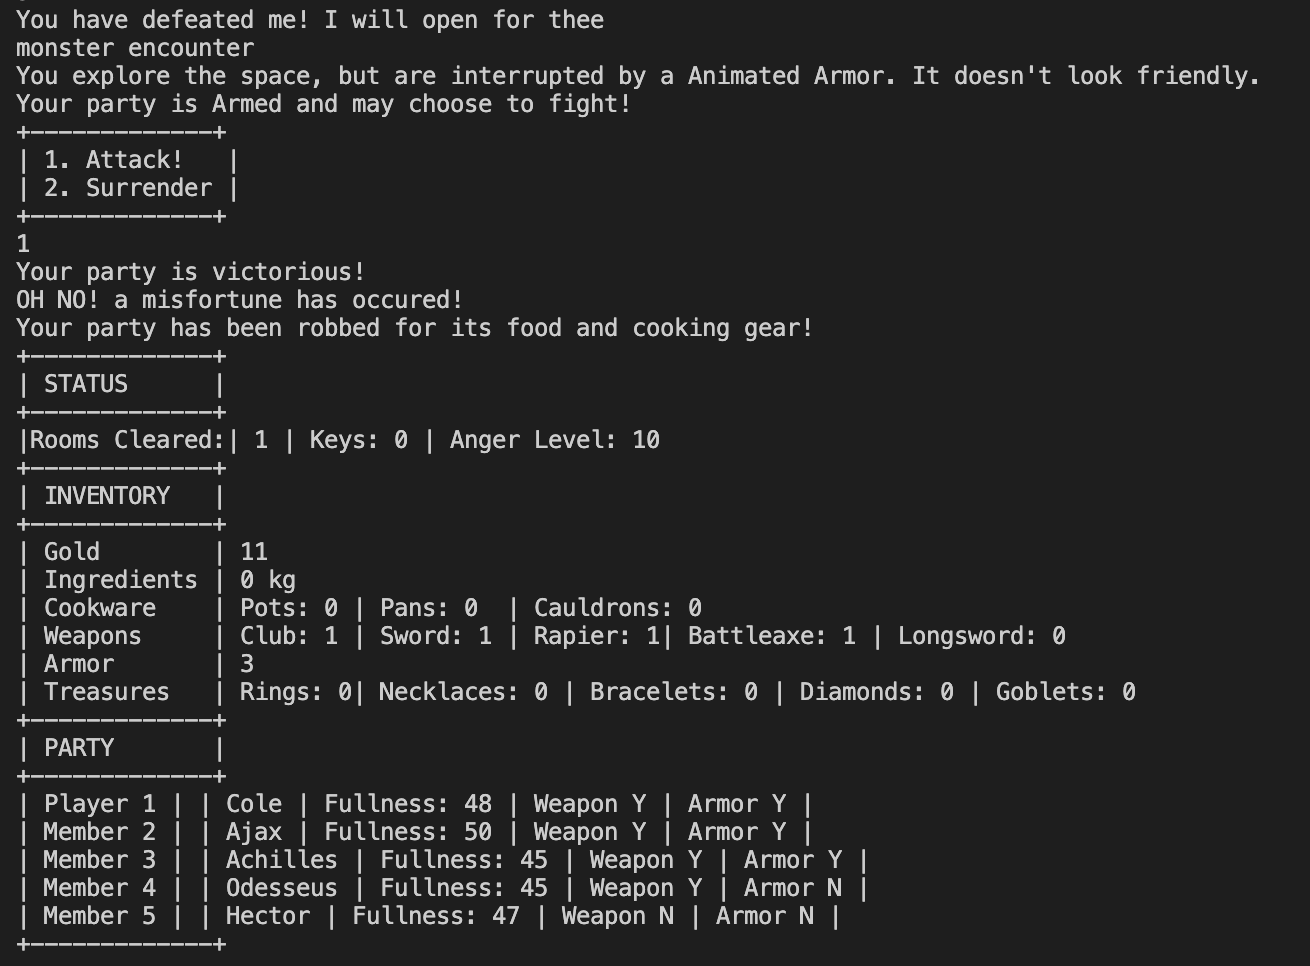 You have defeated me! I will open for thee
monster encounter
You explore the space, but are interrupted by a Animated Armor. It doesn't look friendly.
Your party is Armed and may choose to fight!
+-------------+
| 1. Attack!   |
| 2. Surrender |
+-------------+
1
Your party is victorious!
OH NO! a misfortune has occured!
Your party has been robbed for its food and cooking gear!
+-------------+
| STATUS      |
+-------------+
|Rooms Cleared:| 1 | Keys: 0 | Anger Level: 10
+-------------+
| INVENTORY   |
+-------------+
| Gold        | 11
| Ingredients | 0 kg
| Cookware    | Pots: 0 | Pans: 0  | Cauldrons: 0
| Weapons     | Club: 1 | Sword: 1 | Rapier: 1| Battleaxe: 1 | Longsword: 0
| Armor       | 3
| Treasures   | Rings: 0| Necklaces: 0 | Bracelets: 0 | Diamonds: 0 | Goblets: 0
+-------------+
| PARTY       |
+-------------+
| Player 1 | | Cole | Fullness: 48 | Weapon Y | Armor Y |
| Member 2 | | Ajax | Fullness: 50 | Weapon Y | Armor Y |
| Member 3 | | Achilles | Fullness: 45 | Weapon Y | Armor Y |
| Member 4 | | Odesseus | Fullness: 45 | Weapon Y | Armor N |
| Member 5 | | Hector | Fullness: 47 | Weapon N | Armor N |
+-------------+